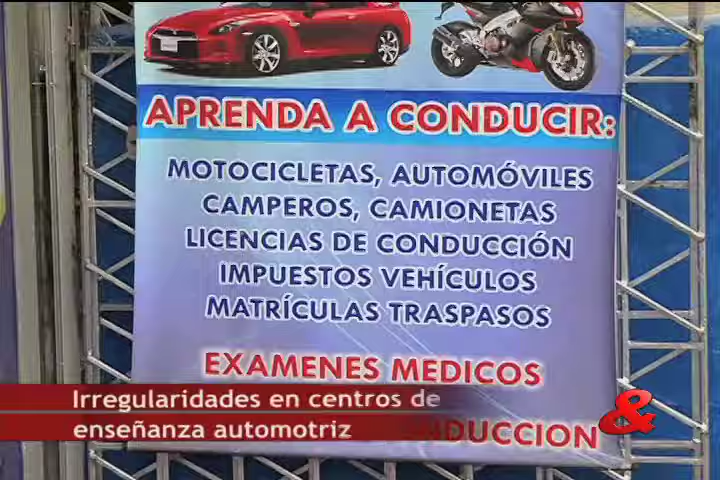 APRENDA A CONDUCIR:
MOTOCICLETAS, AUTOMÓVILES
CAMPEROS, CAMIONETAS
LICENCIAS DE CONDUCCIÓN
IMPUESTOS VEHÍCULOS
MATRÍCULAS TRASPASOS
EXAMENES MEDICOS
Irregularidades en centros de
enseñanza automotriz
&